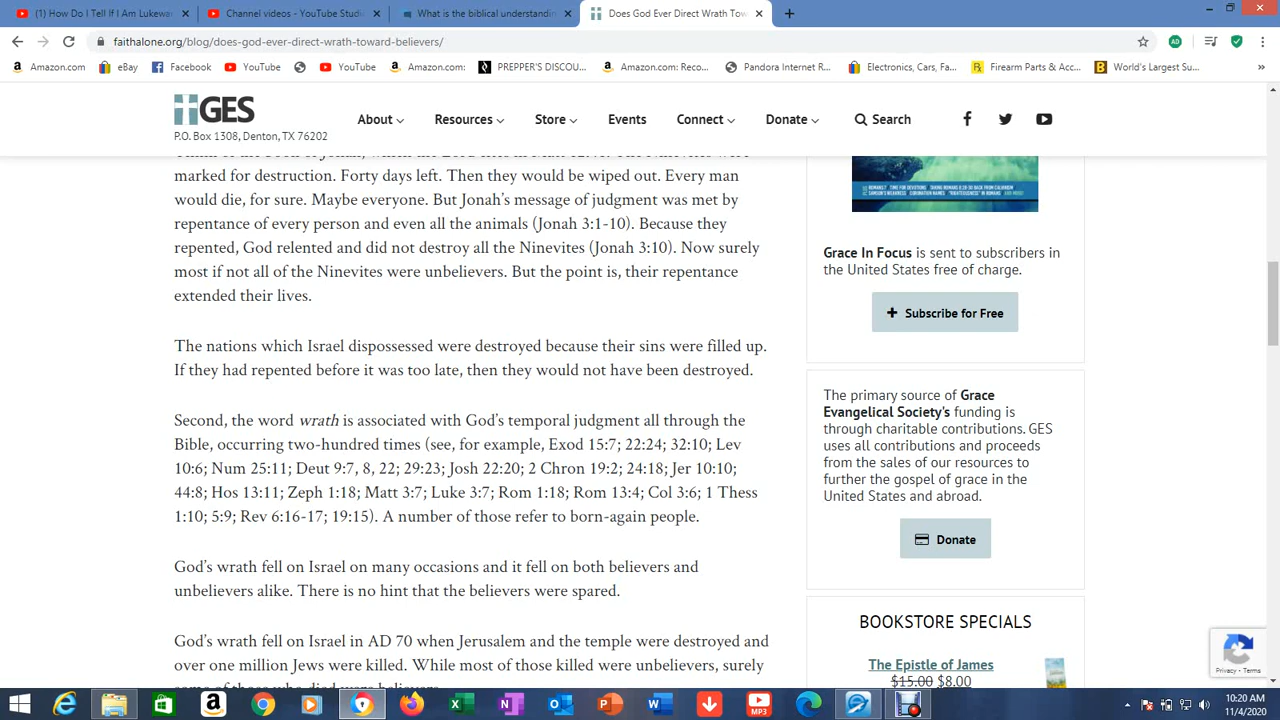 (1) How Do I Tell If I Am Lukewa
Channel videos - YouTube Studi
What is the biblical understandin
Does God Ever Direct Wrath Tow
faithalone.org/blog/does-god-ever-direct-wrath-toward-believers/
Amazon.com
eBay
Facebook
YouTube
YouTube
Amazon.com:
PREPPER'S DISCOU...
Amazon.com: Reco...
Pandora Internet R...
Electronics, Cars, Fa...
Firearm Parts & Acc...
World's Largest Su...
GES
P.O. Box 1308, Denton, TX 76202
About
Resources
Store
Events
Connect
Donate
Search
marked for destruction. Forty days left. Then they would be wiped out. Every man
would die, for sure. Maybe everyone. But Jonah's message of judgment was met by
repentance of every person and even all the animals (Jonah 3:1-10). Because they
repented, God relented and did not destroy all the Ninevites (Jonah 3:10). Now surely
most if not all of the Ninevites were unbelievers. But the point is, their repentance
extended their lives.
The nations which Israel dispossessed were destroyed because their sins were filled up.
If they had repented before it was too late, then they would not have been destroyed.
Second, the word wrath is associated with God's temporal judgment all through the
Bible, occurring two-hundred times (see, for example, Exod 15:7; 22:24; 32:10; Lev
10:6; Num 25:11; Deut 9:7, 8, 22; 29:23; Josh 22:20; 2 Chron 19:2; 24:18; Jer 10:10;
44:8; Hos 13:11; Zeph 1:18; Matt 3:7; Luke 3:7; Rom 1:18; Rom 13:4; Col 3:6; 1 Thess
1:10; 5:9; Rev 6:16-17; 19:15). A number of those refer to born-again people.
God's wrath fell on Israel on many occasions and it fell on both believers and
unbelievers alike. There is no hint that the believers were spared.
God's wrath fell on Israel in AD 70 when Jerusalem and the temple were destroyed and
over one million Jews were killed. While most of those killed were unbelievers, surely
Grace In Focus is sent to subscribers in
the United States free of charge.
+ Subscribe for Free
The primary source of Grace
Evangelical Society's funding is
through charitable contributions. GES
uses all contributions and proceeds
from the sales of our resources to
further the gospel of grace in the
United States and abroad.
Donate
BOOKSTORE SPECIALS
The Epistle of James
$15.00 $8.00
Privacy - Terms
10:20 AM
11/4/2020